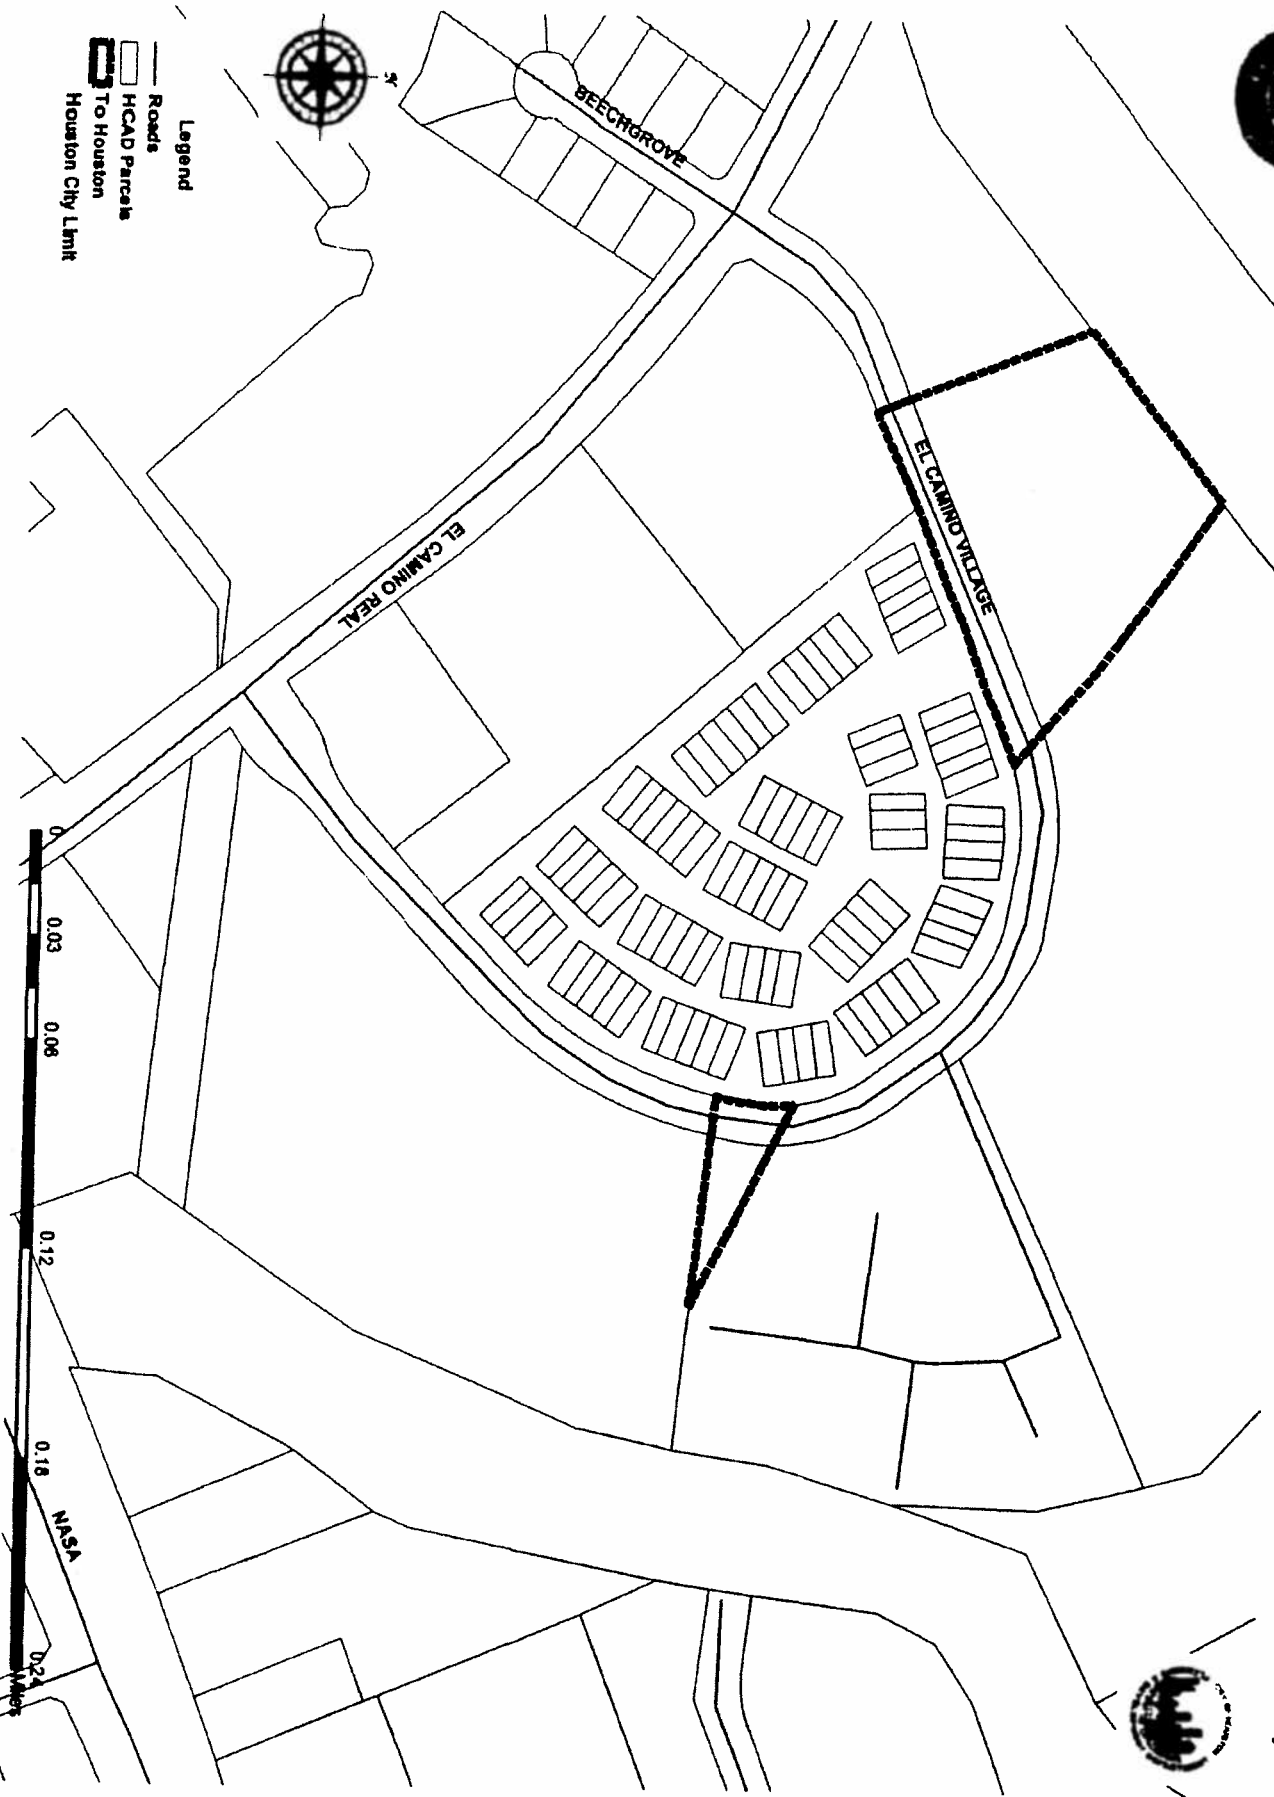 Legend
Roads
HCAD Parcels
To Houston
Houston City Limit
N
BEECHGROVE
EL CAMINO VILLAGE
EL CAMINO REAL
NASA
0
0.03
0.06
0.12
0.18
0.24
Miles